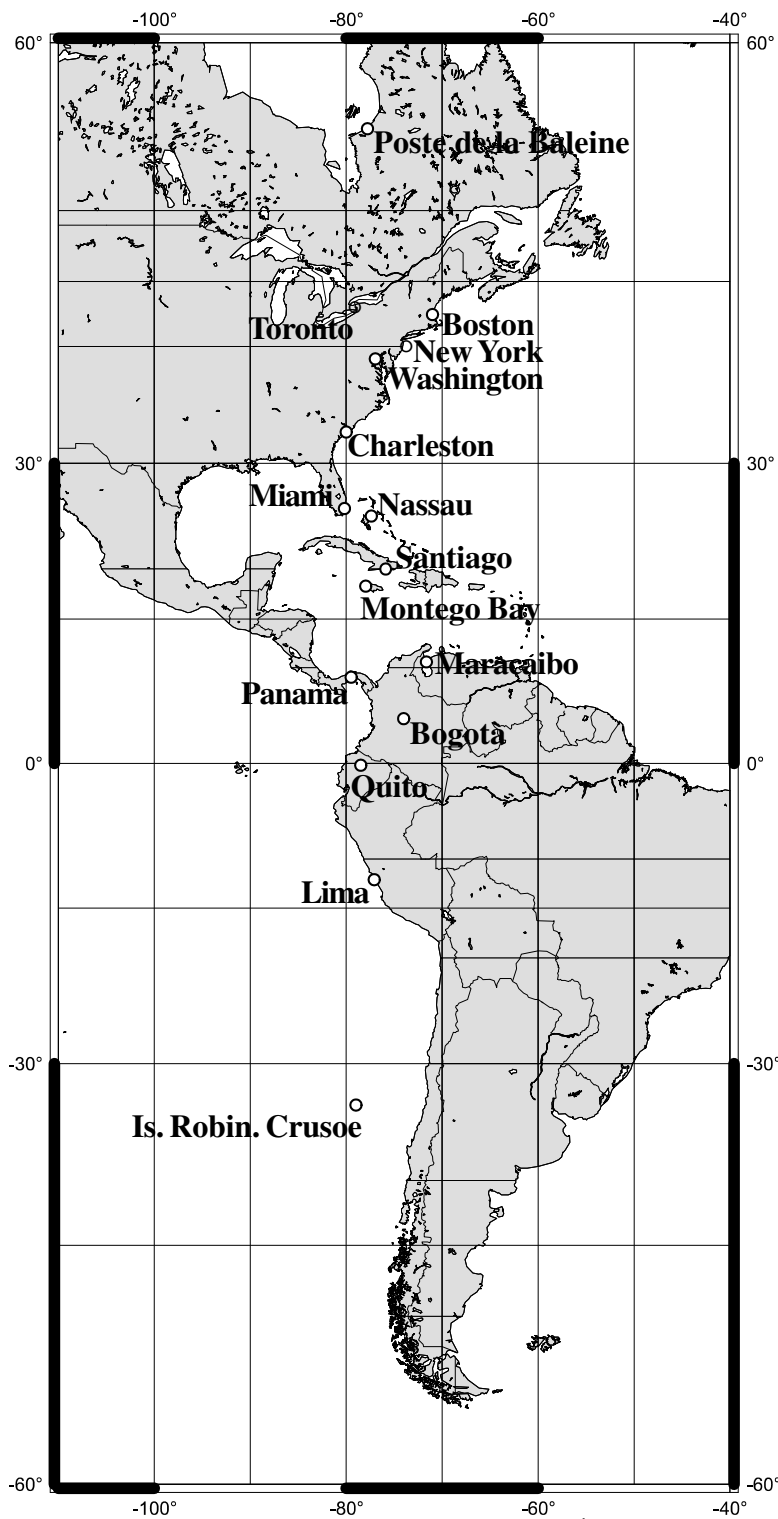 -100° -80° -60° -40°
60° 60°
Poste de la Baleine
Toronto
Boston
New York
Washington
Charleston
30° 30°
Miami
Nassau
Santiago
Montego Bay
Maracaibo
Panama
Bogotà
0° 0°
Quito
Lima
-30° -30°
Is. Robin. Crusoe
-60° -60°
-100° -80° -60° -40°